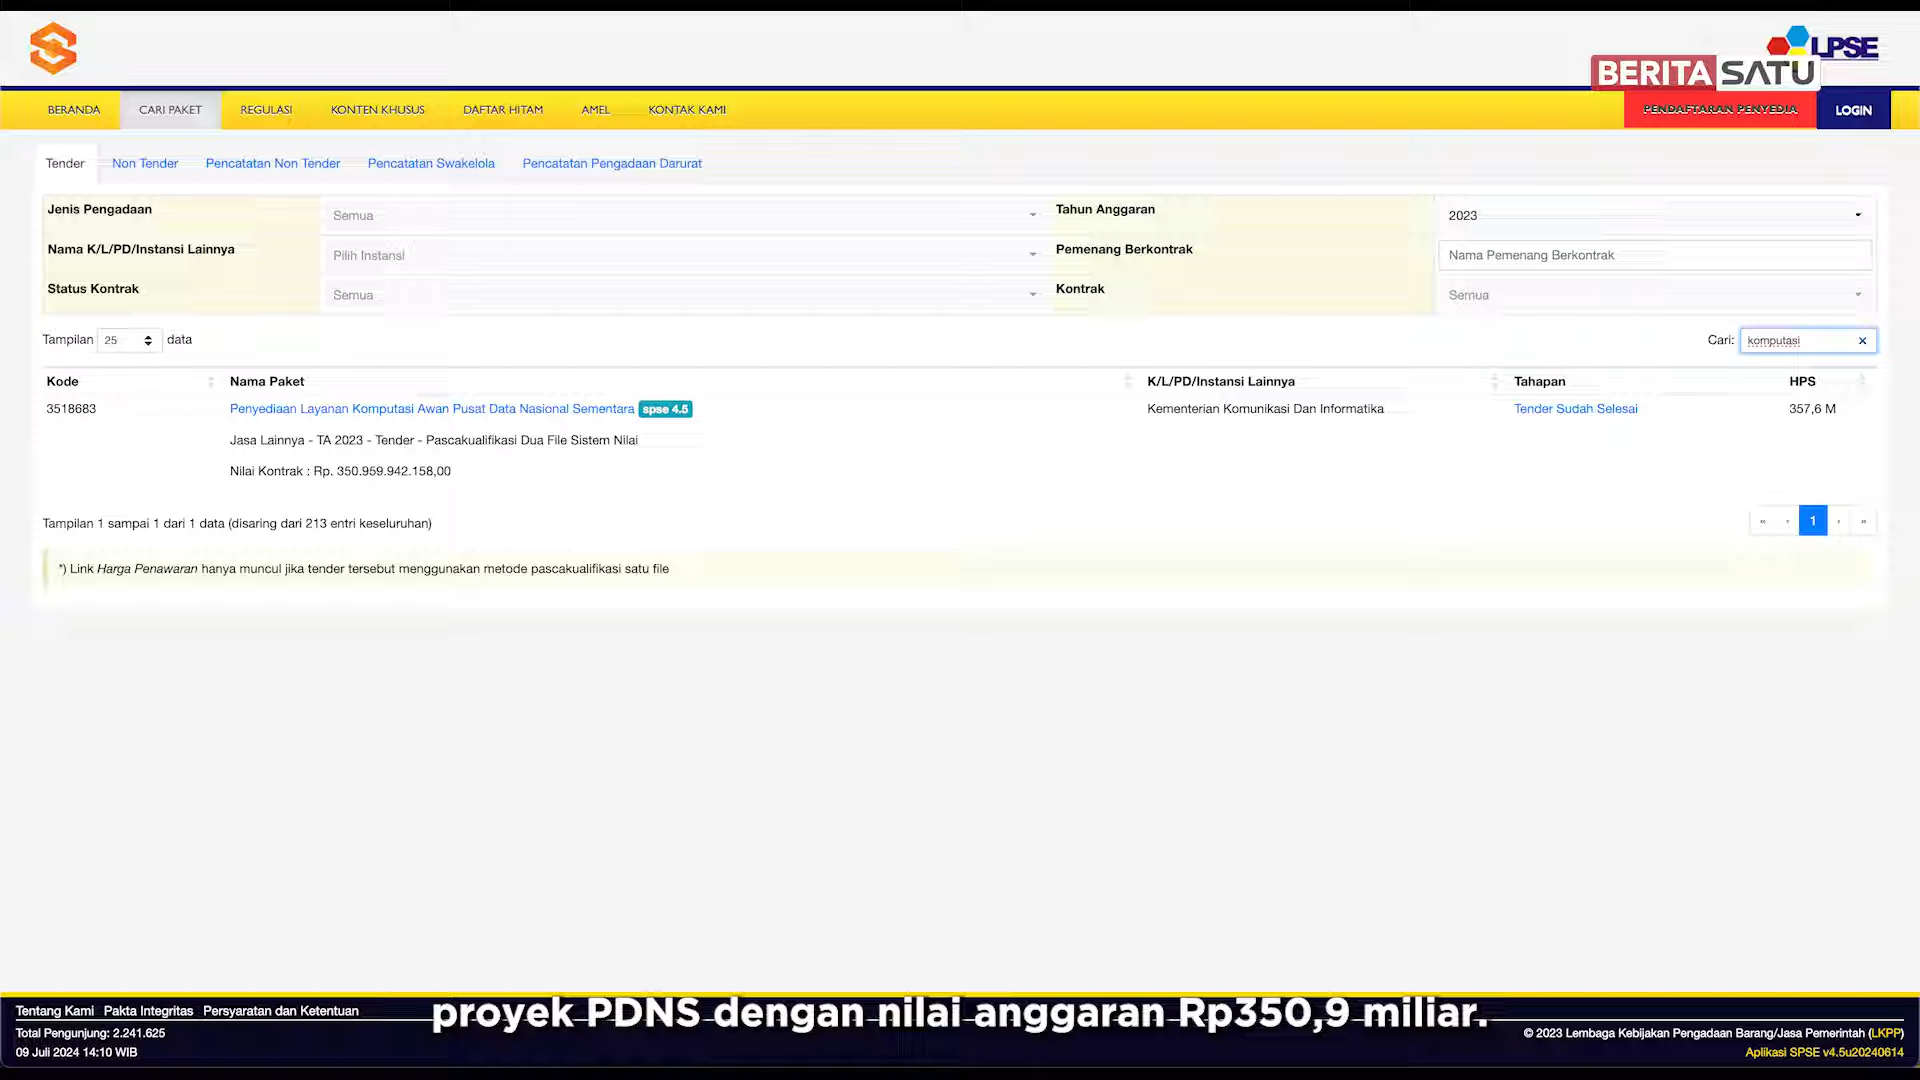 LPSE
BERITA SATU
BERANDA CARI PAKET REGULASI KONTEN KHUSUS DAFTAR HITAM AMEL KONTAK KAMI PENDAFTARAN PENYEDIA LOGIN
Tender Non Tender Pencatatan Non Tender Pencatatan Swakelola Pencatatan Pengadaan Darurat
Jenis Pengadaan Semua Tahun Anggaran 2023
Nama K/L/PD/Instansi Lainnya Pilih Instansi Pemenang Berkontrak Nama Pemenang Berkontrak
Status Kontrak Semua Kontrak Semua
Tampilan 25 data Cari: komputasi ×
Kode Nama Paket K/L/PD/Instansi Lainnya Tahapan HPS
3518683 Penyediaan Layanan Komputasi Awan Pusat Data Nasional Sementara spse 4.5 Kementerian Komunikasi Dan Informatika Tender Sudah Selesai 357,6 M
Jasa Lainnya - TA 2023 - Tender - Pascakualifikasi Dua File Sistem Nilai
Nilai Kontrak : Rp. 350.959.942.158,00
Tampilan 1 sampai 1 dari 1 data (disaring dari 213 entri keseluruhan) « ‹ 1 › »
*) Link Harga Penawaran hanya muncul jika tender tersebut menggunakan metode pascakualifikasi satu file
Tentang Kami Pakta Integritas Persyaratan dan Ketentuan
proyek PDNS dengan nilai anggaran Rp350,9 miliar.
Total Pengunjung: 2.241.625 © 2023 Lembaga Kebijakan Pengadaan Barang/Jasa Pemerintah (LKPP)
09 Juli 2024 14:10 WIB Aplikasi SPSE v4.5u20240614